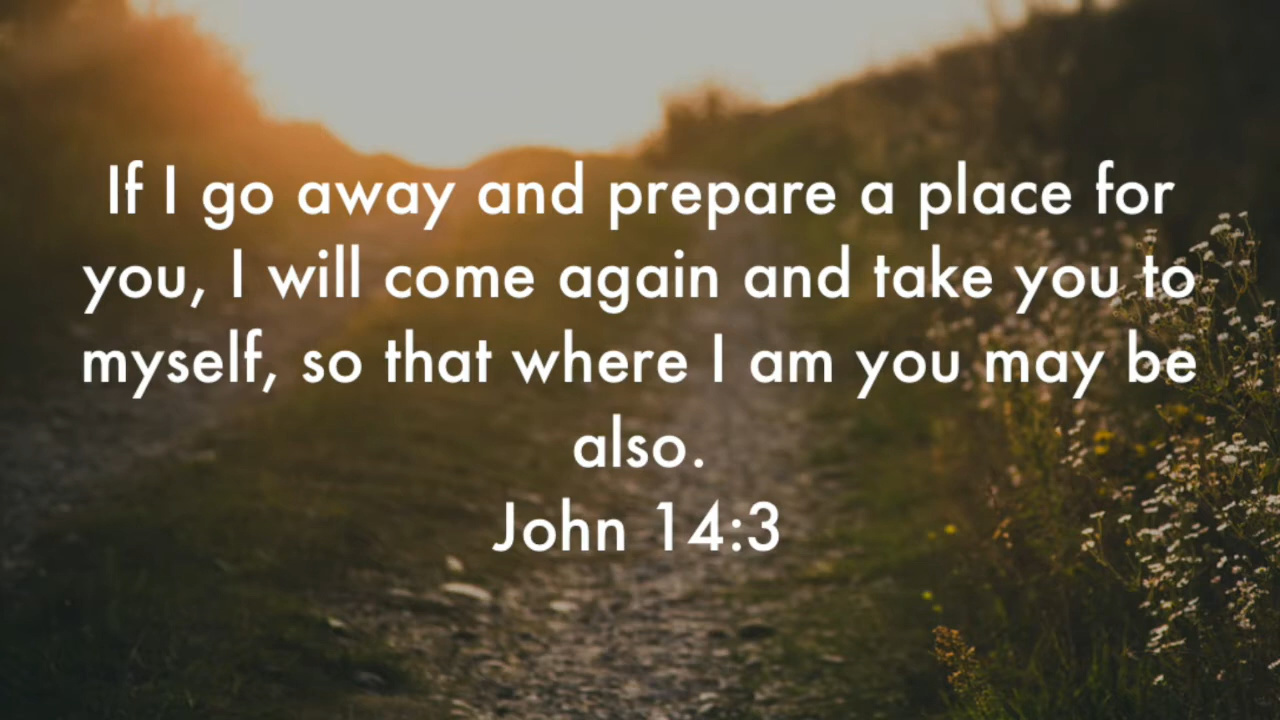 If I go away and prepare a place for
you, I will come again and take you to
myself, so that where I am you may be
also.
John 14:3